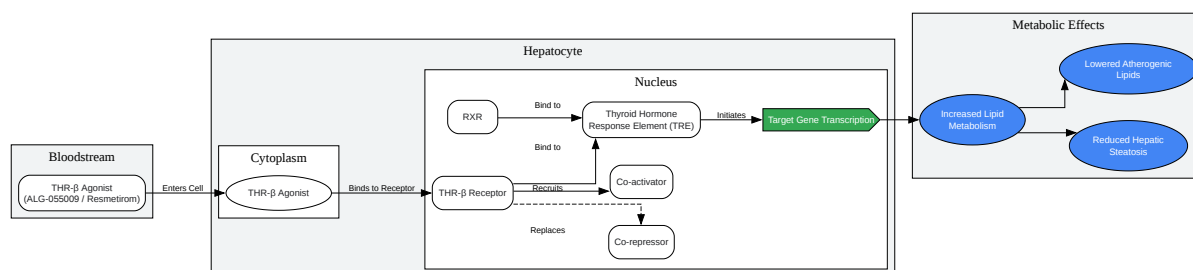 Metabolic Effects
Hepatocyte
Lowered Atherogenic
Lipids
Nucleus
RXR
Bind to
Thyroid Hormone
Response Element (TRE)
Initiates
Target Gene Transcription
Increased Lipid
Metabolism
Reduced Hepatic
Steatosis
Bloodstream
Cytoplasm
Bind to
THR-β Agonist
(ALG-055009 / Resmetirom)
Enters Cell
THR-β Agonist
Binds to Receptor
THR-β Receptor
Recruits
Co-activator
Replaces
Co-repressor